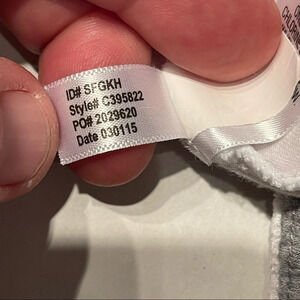 ID# SFGKH
Style# C395822
PO# 2029620
Date 030115